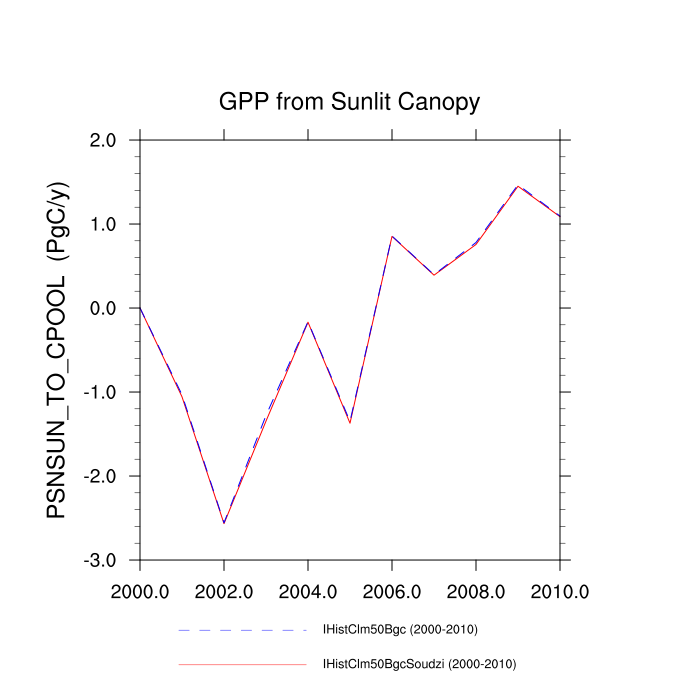 GPP from Sunlit Canopy
PSNSUN_TO_CPOOL (PgC/y)
2.0
1.0
0.0
-1.0
-2.0
-3.0
2000.0 2002.0 2004.0 2006.0 2008.0 2010.0
IHistClm50Bgc (2000-2010)
IHistClm50BgcSoudzi (2000-2010)